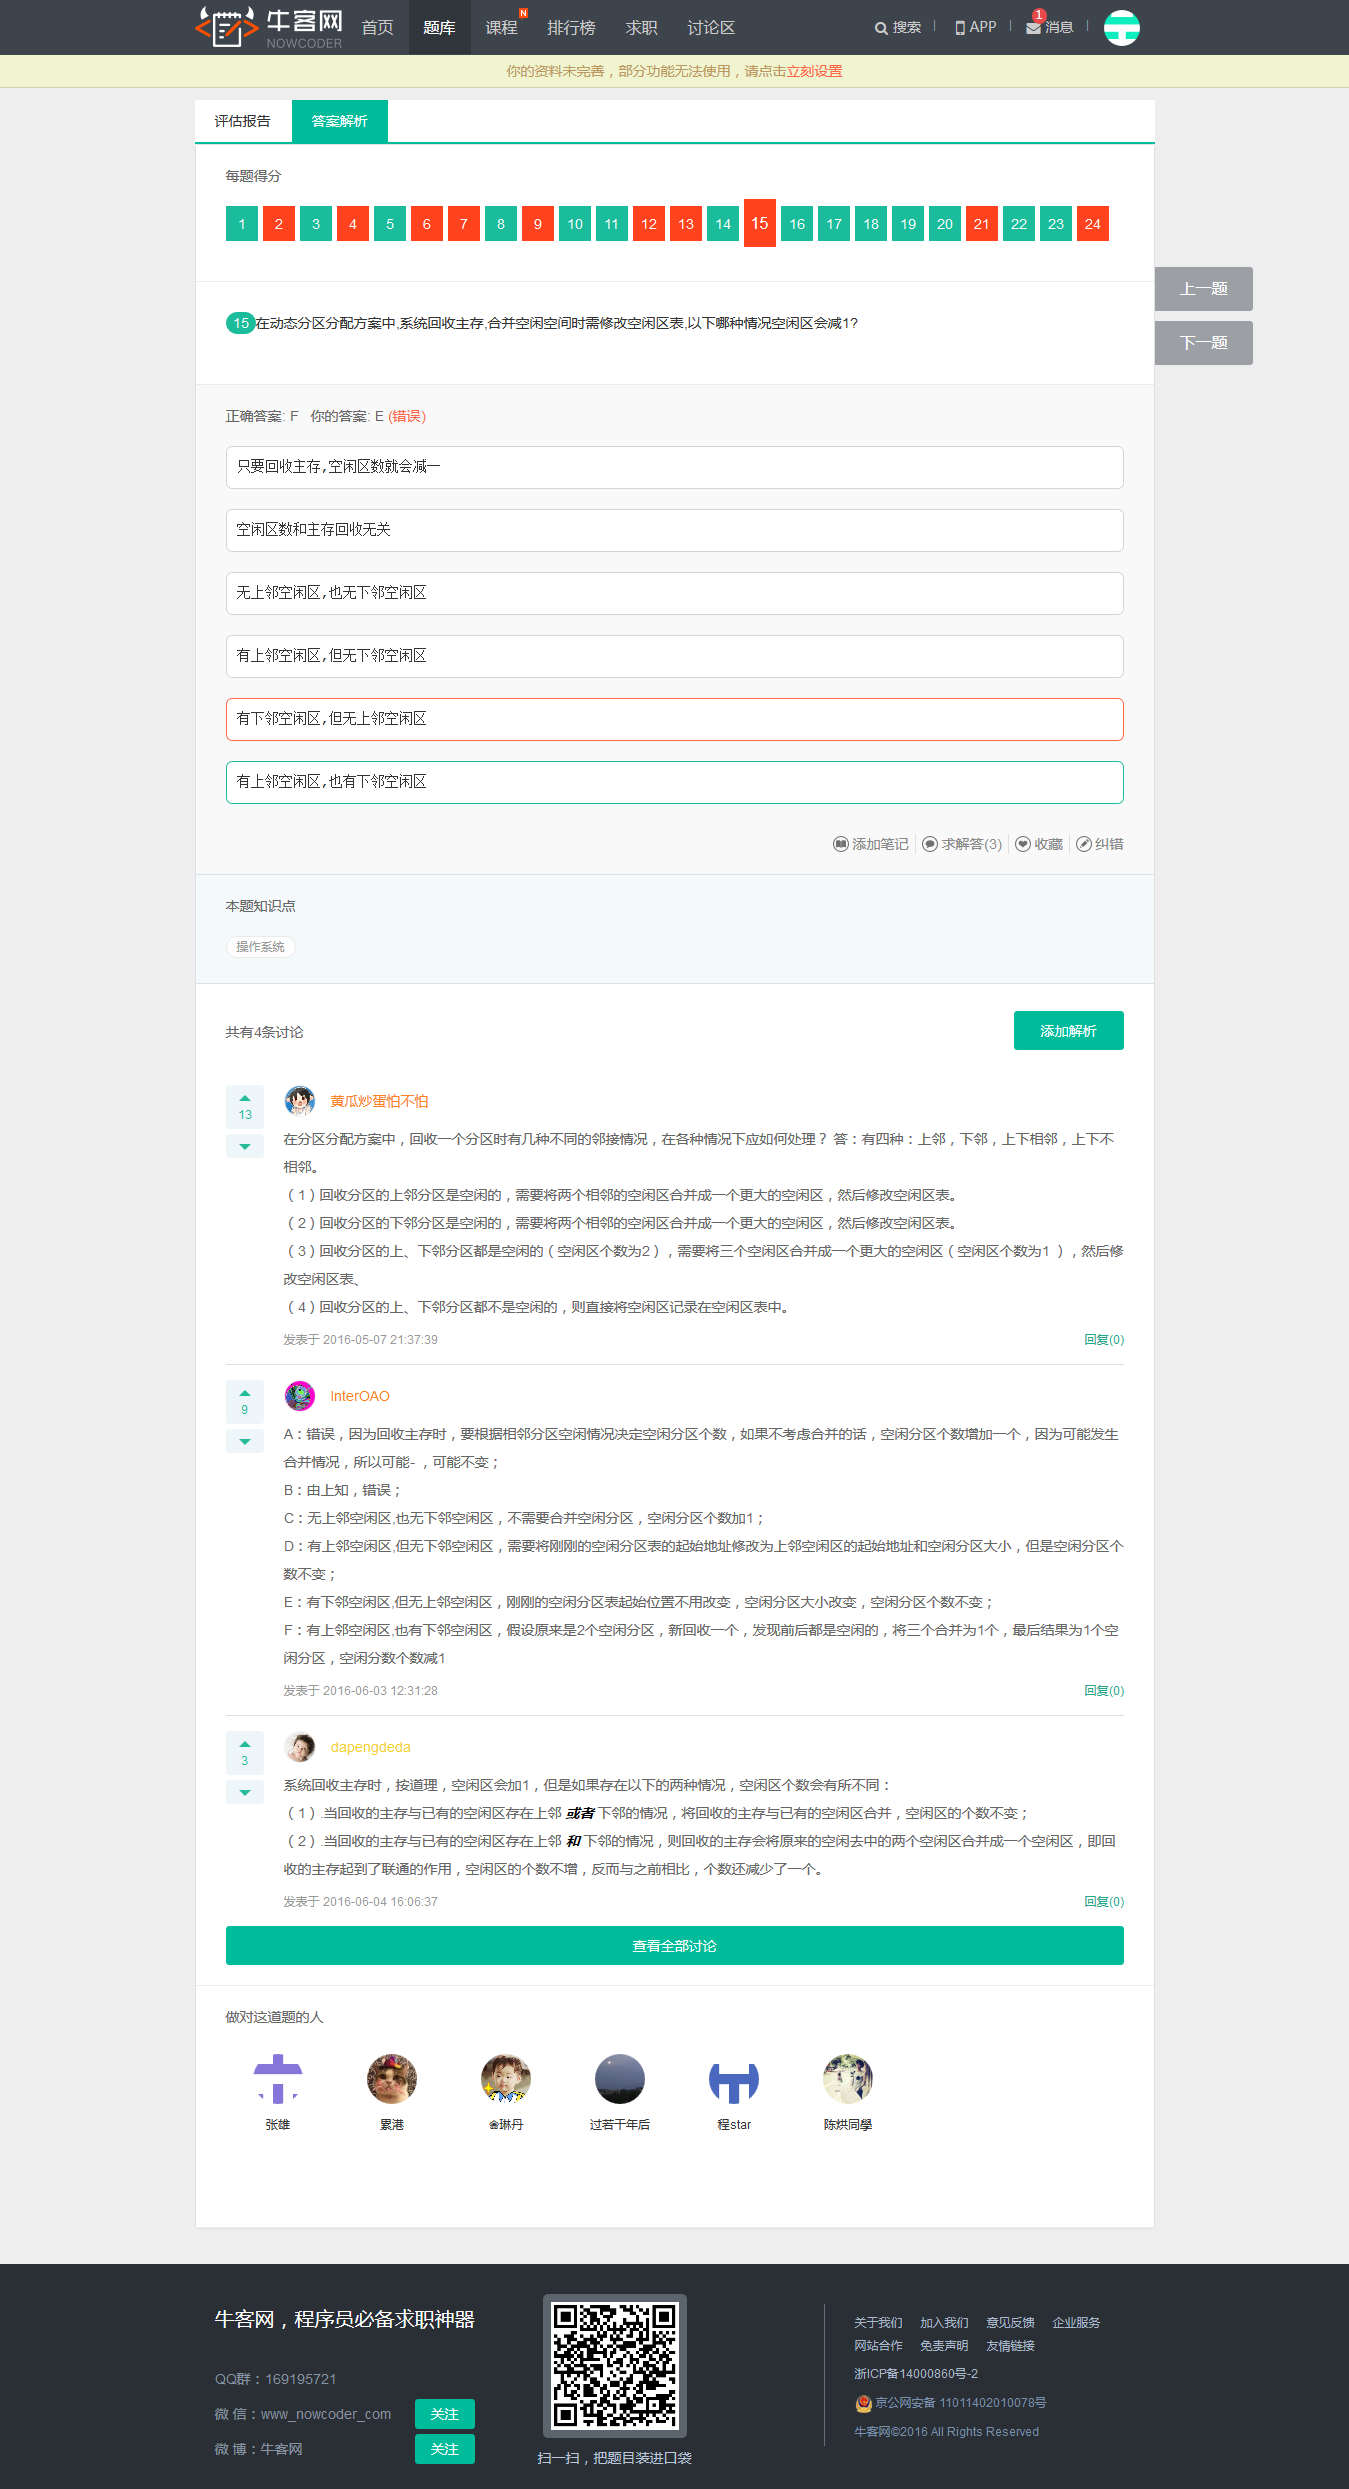 牛客网
NOWCODER
首页 题库 课程 N 排行榜 求职 讨论区 搜索 APP 1 消息
你的资料未完善，部分功能无法使用，请点击立刻设置
评估报告 答案解析
每题得分
1 2 3 4 5 6 7 8 9 10 11 12 13 14 15 16 17 18 19 20 21 22 23 24
上一题
15 在动态分区分配方案中,系统回收主存,合并空闲空间时需修改空闲区表,以下哪种情况空闲区会减1?
下一题
正确答案: F 你的答案: E (错误)
只要回收主存,空闲区数就会减一
空闲区数和主存回收无关
无上邻空闲区,也无下邻空闲区
有上邻空闲区,但无下邻空闲区
有下邻空闲区,但无上邻空闲区
有上邻空闲区,也有下邻空闲区
添加笔记 求解答(3) 收藏 纠错
本题知识点
操作系统
共有4条讨论 添加解析
13
黄瓜炒蛋怕不怕
在分区分配方案中，回收一个分区时有几种不同的邻接情况，在各种情况下应如何处理？ 答：有四种：上邻，下邻，上下相邻，上下不
相邻。
（1）回收分区的上邻分区是空闲的，需要将两个相邻的空闲区合并成一个更大的空闲区，然后修改空闲区表。
（2）回收分区的下邻分区是空闲的，需要将两个相邻的空闲区合并成一个更大的空闲区，然后修改空闲区表。
（3）回收分区的上、下邻分区都是空闲的（空闲区个数为2），需要将三个空闲区合并成一个更大的空闲区（空闲区个数为1 ），然后修
改空闲区表、
（4）回收分区的上、下邻分区都不是空闲的，则直接将空闲区记录在空闲区表中。
发表于 2016-05-07 21:37:39 回复(0)
9
InterOAO
A：错误，因为回收主存时，要根据相邻分区空闲情况决定空闲分区个数，如果不考虑合并的话，空闲分区个数增加一个，因为可能发生
合并情况，所以可能- ，可能不变；
B：由上知，错误；
C：无上邻空闲区,也无下邻空闲区，不需要合并空闲分区，空闲分区个数加1；
D：有上邻空闲区,但无下邻空闲区，需要将刚刚的空闲分区表的起始地址修改为上邻空闲区的起始地址和空闲分区大小，但是空闲分区个
数不变；
E：有下邻空闲区,但无上邻空闲区，刚刚的空闲分区表起始位置不用改变，空闲分区大小改变，空闲分区个数不变；
F：有上邻空闲区,也有下邻空闲区，假设原来是2个空闲分区，新回收一个，发现前后都是空闲的，将三个合并为1个，最后结果为1个空
闲分区，空闲分数个数减1
发表于 2016-06-03 12:31:28 回复(0)
3
dapengdeda
系统回收主存时，按道理，空闲区会加1，但是如果存在以下的两种情况，空闲区个数会有所不同：
（1）.当回收的主存与已有的空闲区存在上邻 或者 下邻的情况，将回收的主存与已有的空闲区合并，空闲区的个数不变；
（2）.当回收的主存与已有的空闲区存在上邻 和 下邻的情况，则回收的主存会将原来的空闲去中的两个空闲区合并成一个空闲区，即回
收的主存起到了联通的作用，空闲区的个数不增，反而与之前相比，个数还减少了一个。
发表于 2016-06-04 16:06:37 回复(0)
查看全部讨论
做对这道题的人
张雄 累港 ❀琳丹 过若干年后 程star 陈烘同學
牛客网，程序员必备求职神器
QQ群：169195721
微 信：www_nowcoder_com 关注
微 博：牛客网 关注
扫一扫，把题目装进口袋
关于我们 加入我们 意见反馈 企业服务
网站合作 免责声明 友情链接
浙ICP备14000860号-2
京公网安备 11011402010078号
牛客网©2016 All Rights Reserved